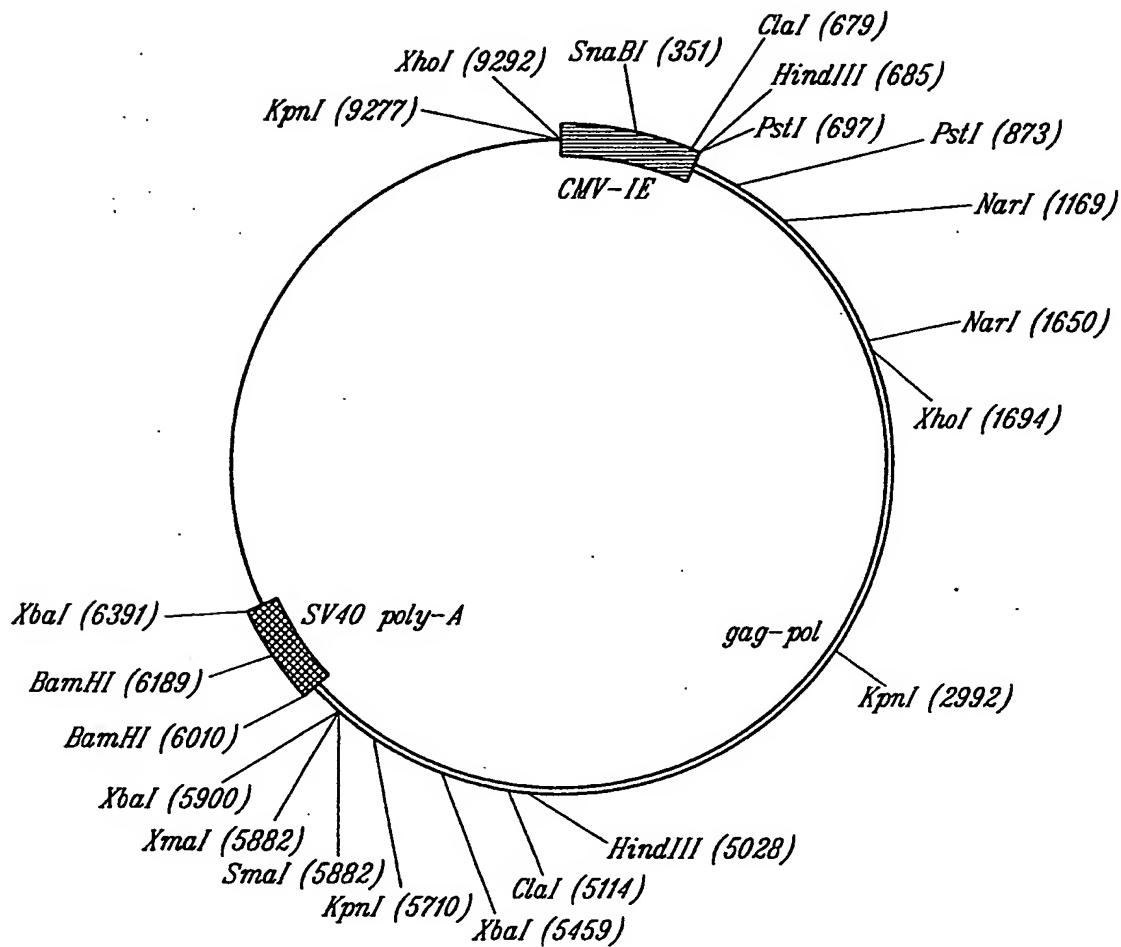 ClaI (679)
SnaBI (351)
XhoI (9292)
HindIII (685)
KpnI (9277)
PstI (697)
PstI (873)
CMV-IE
NarI (1169)
NarI (1650)
XhoI (1694)
XbaI (6391)
SV40 poly-A
gag-pol
BamHI (6189)
KpnI (2992)
BamHI (6010)
XbaI (5900)
XmaI (5882)
HindIII (5028)
SmaI (5882)
ClaI (5114)
KpnI (5710)
XbaI (5459)